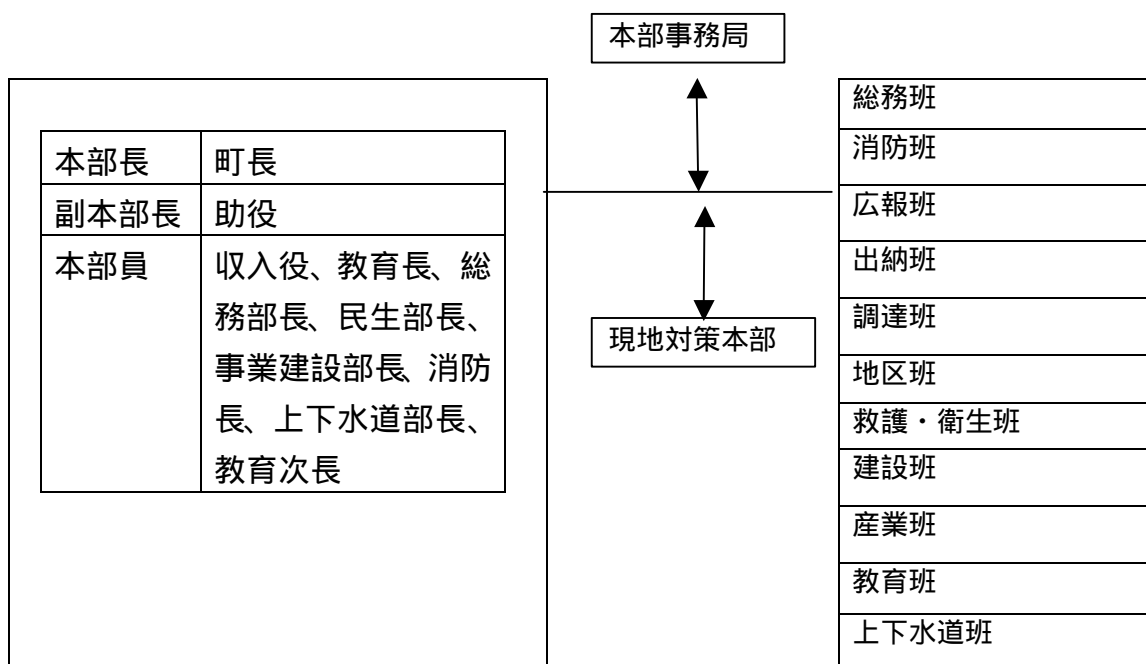 本部事務局
本部長 町長
副本部長 助役
本部員 収入役、教育長、総
務部長、民生部長、
事業建設部長、消防
長、上下水道部長、
教育次長
現地対策本部
総務班
消防班
広報班
出納班
調達班
地区班
救護・衛生班
建設班
産業班
教育班
上下水道班